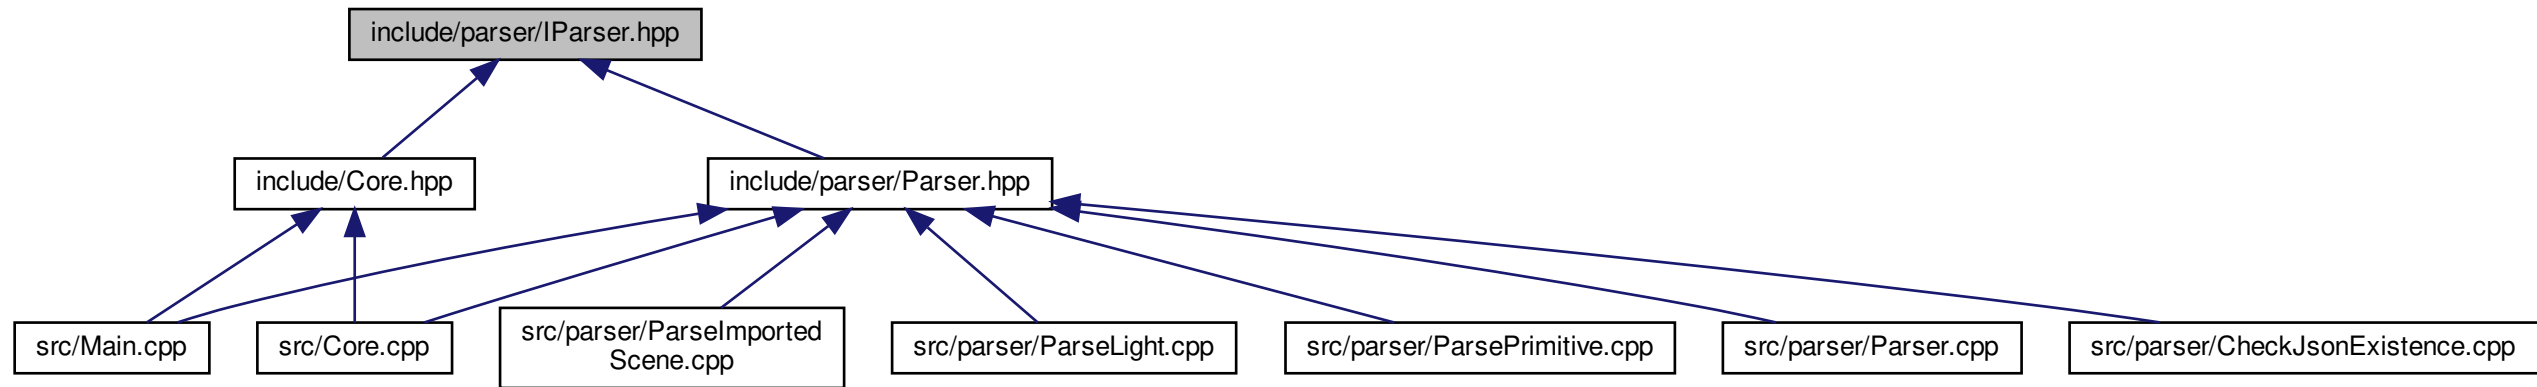 include/parser/IParser.hpp
include/Core.hpp
include/parser/Parser.hpp
src/Main.cpp
src/Core.cpp
src/parser/ParseImported
Scene.cpp
src/parser/ParseLight.cpp
src/parser/ParsePrimitive.cpp
src/parser/Parser.cpp
src/parser/CheckJsonExistence.cpp